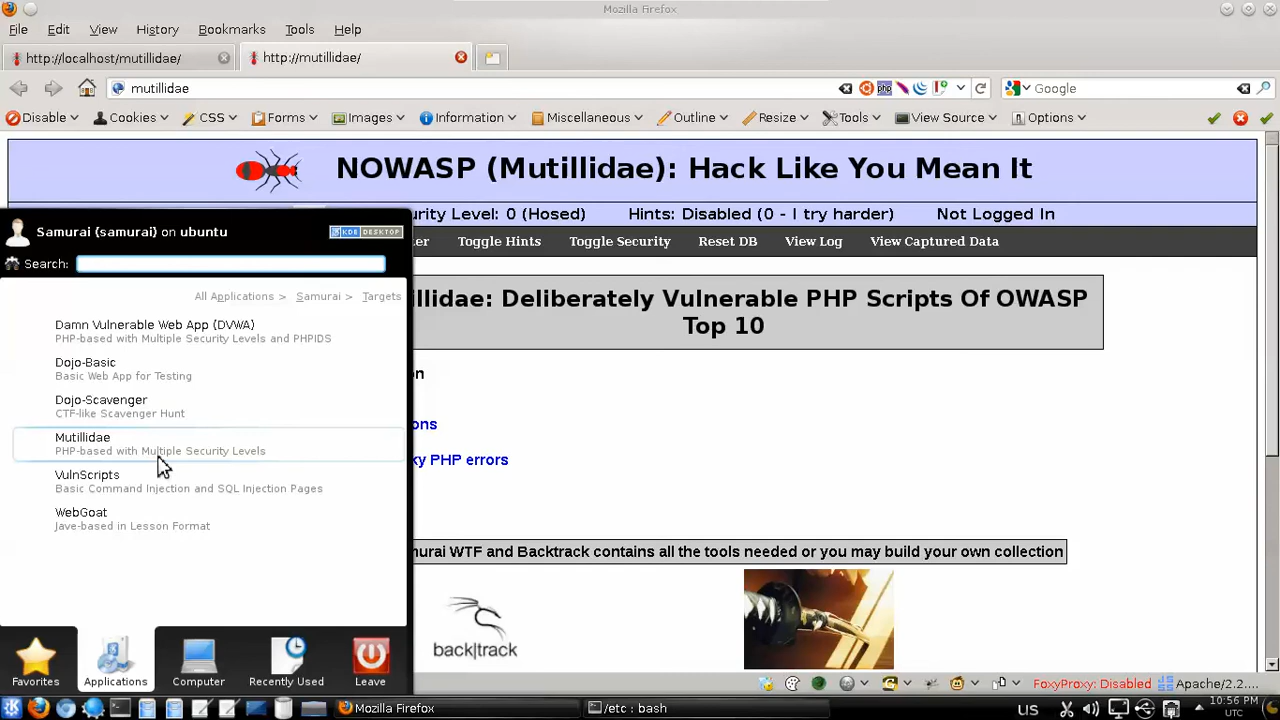 Mozilla Firefox
File Edit View History Bookmarks Tools Help
http://localhost/mutillidae/ http://mutillidae/
mutillidae Google
Disable Cookies CSS Forms Images Information Miscellaneous Outline Resize Tools View Source Options
NOWASP (Mutillidae): Hack Like You Mean It
urity Level: 0 (Hosed) Hints: Disabled (0 - I try harder) Not Logged In
er Toggle Hints Toggle Security Reset DB View Log View Captured Data
illidae: Deliberately Vulnerable PHP Scripts Of OWASP
Top 10
on
ons
ky PHP errors
murai WTF and Backtrack contains all the tools needed or you may build your own collection
back|track
Samurai (samurai) on ubuntu KDE DESKTOP
Search:
All Applications > Samurai > Targets
Damn Vulnerable Web App (DVWA)
PHP-based with Multiple Security Levels and PHPIDS
Dojo-Basic
Basic Web App for Testing
Dojo-Scavenger
CTF-like Scavenger Hunt
Mutillidae
PHP-based with Multiple Security Levels
VulnScripts
Basic Command Injection and SQL Injection Pages
WebGoat
Jave-based in Lesson Format
Favorites Applications Computer Recently Used Leave
FoxyProxy: Disabled Apache/2.2....
Mozilla Firefox /etc : bash US 10:56 PM
UTC